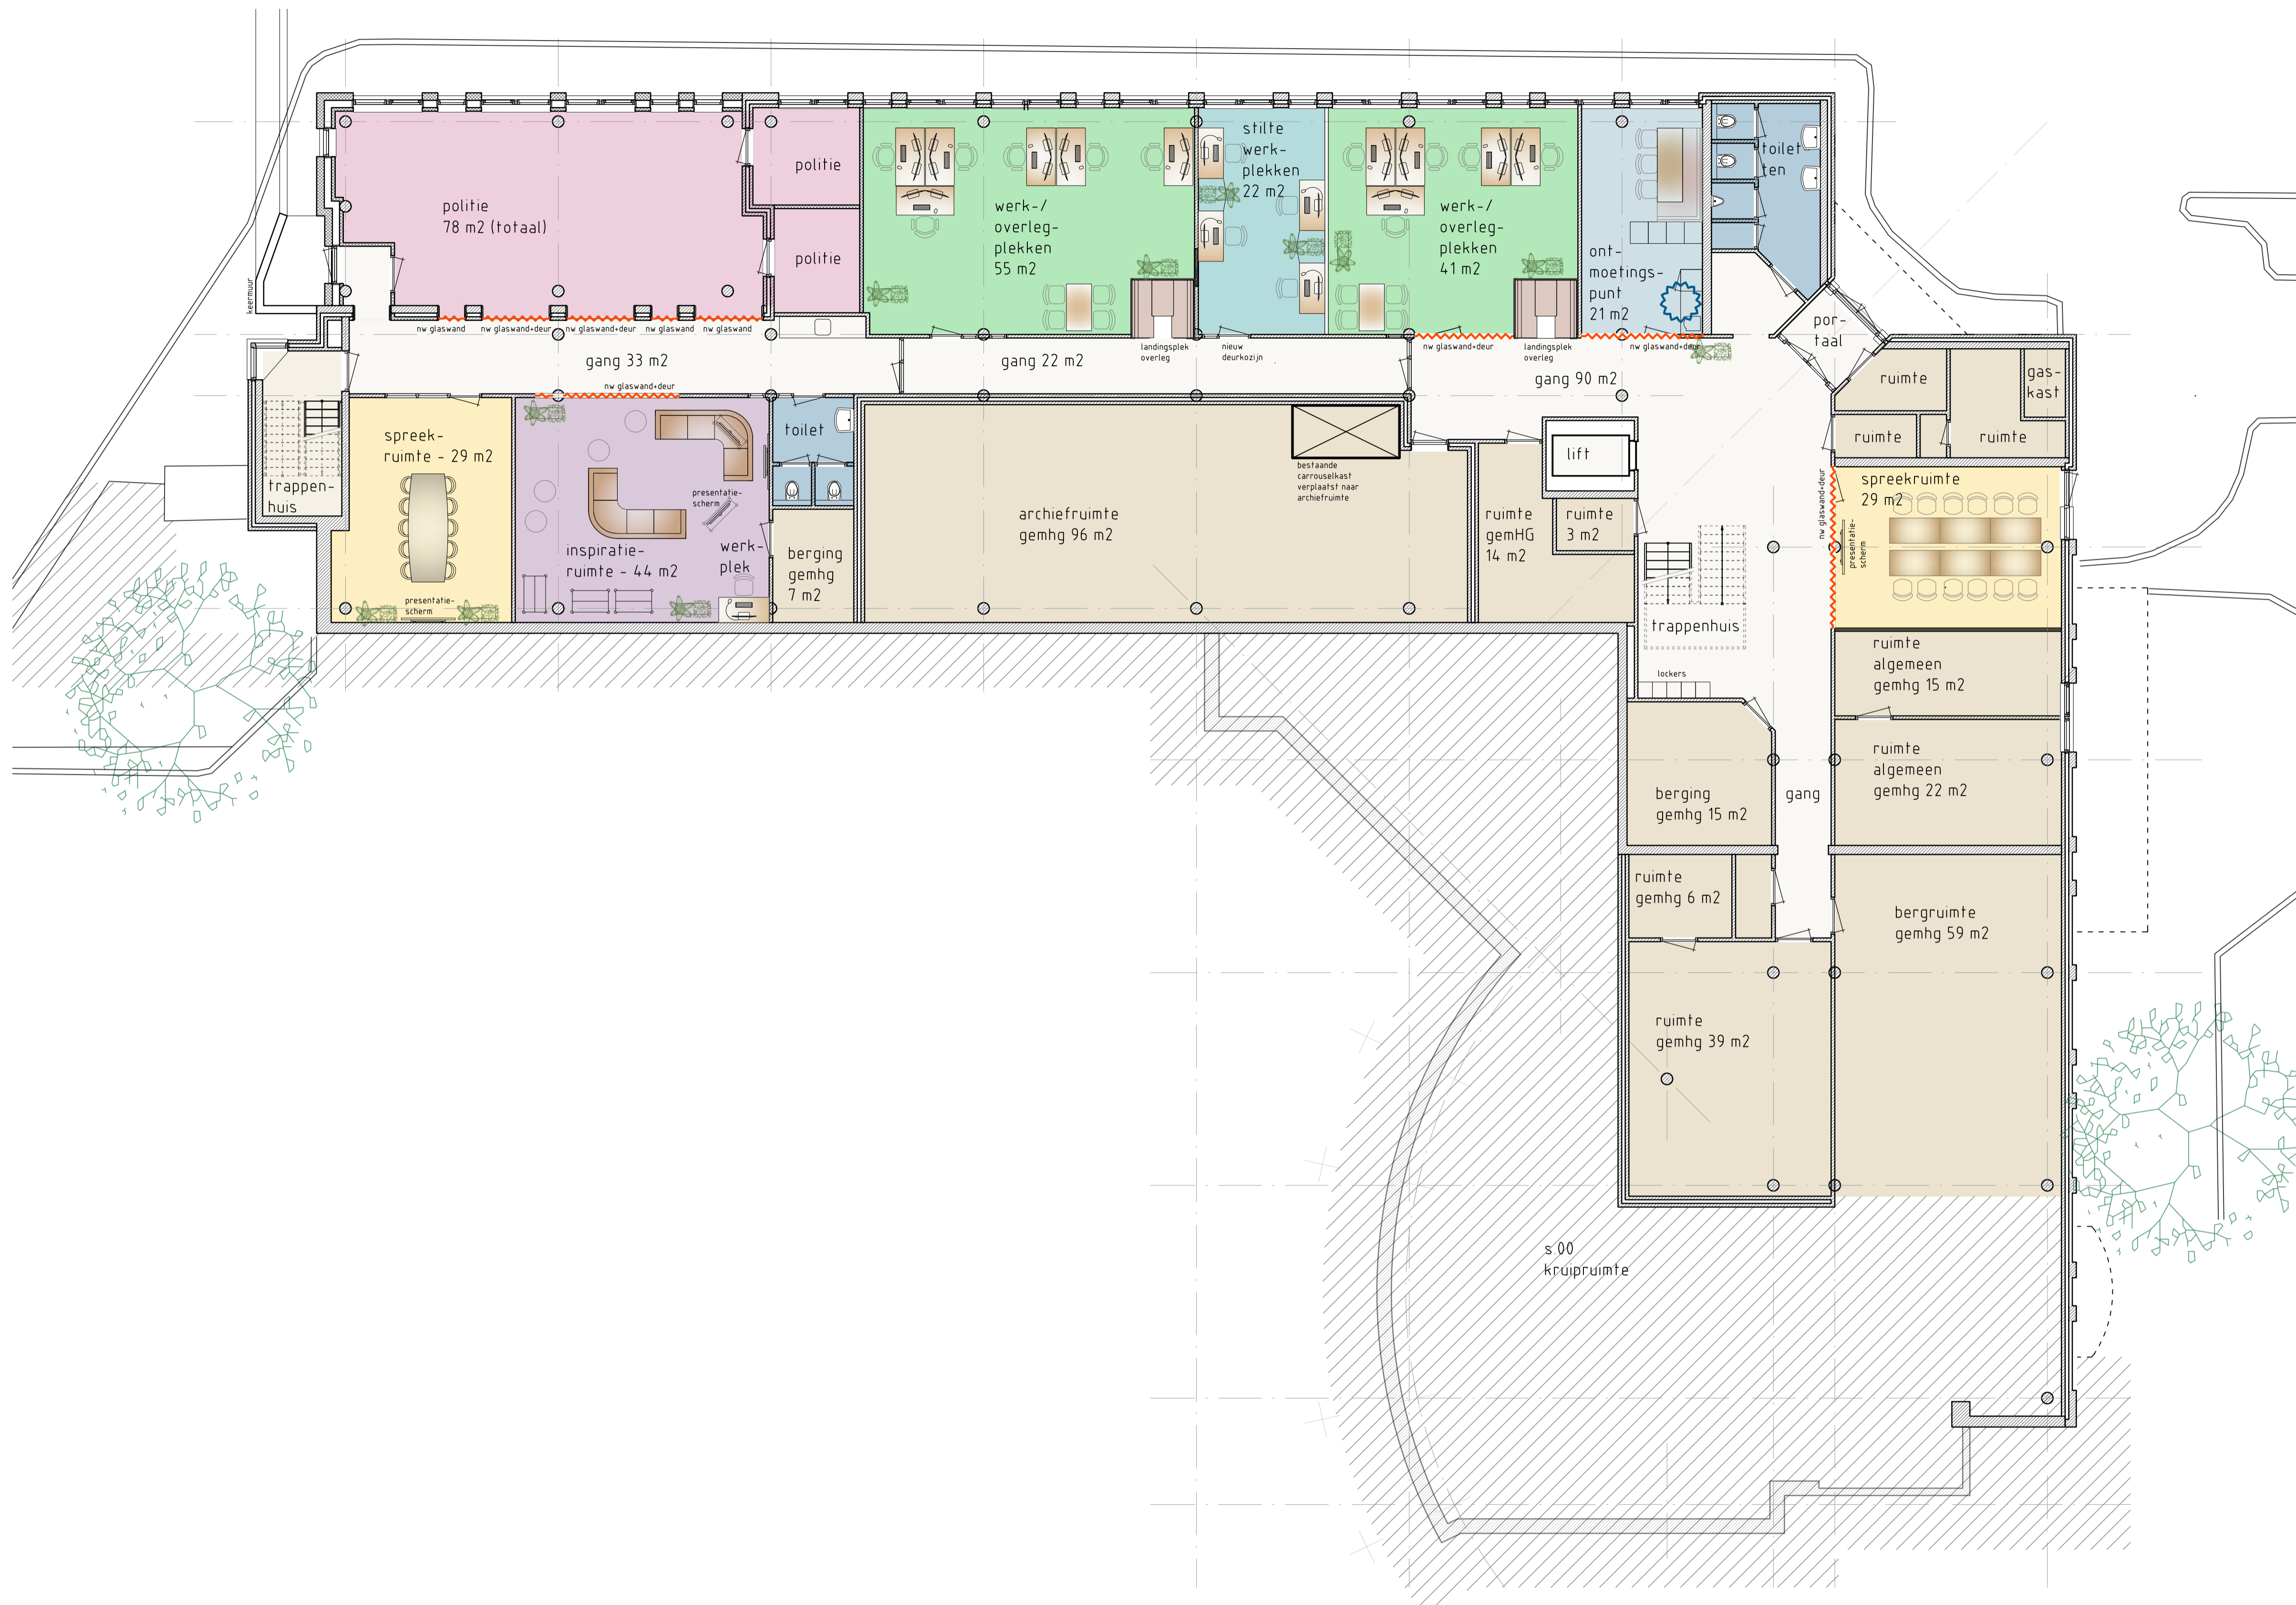 keermuur
politie
78 m2 (totaal)
politie
politie
werk-/
overleg-
plekken
55 m2
stilte
werk-
plekken
22 m2
werk-/
overleg-
plekken
41 m2
ont-
moetings-
punt
21 m2
toilet
ten
por-
taal
nw glaswand
nw glaswand+deur
nw glaswand+deur
nw glaswand
nw glaswand
landingsplek
overleg
nieuw
deurkozijn
nw glaswand+deur
landingsplek
overleg
nw glaswand+deur
gang 33 m2
nw glaswand+deur
gang 22 m2
gang 90 m2
ruimte
gas-
kast
ruimte
ruimte
trappen-
huis
spreek-
ruimte - 29 m2
presentatie-
scherm
inspiratie-
ruimte - 44 m2
presentatie-
scherm
werk-
plek
toilet
berging
gemhg
7 m2
archiefruimte
gemhg 96 m2
bestaande
carrouselkast
verplaatst naar
archiefruimte
ruimte
gemHG
14 m2
lift
ruimte
3 m2
trappenhuis
lockers
nw glaswand+deur
presentatie-
scherm
spreekruimte
29 m2
ruimte
algemeen
gemhg 15 m2
ruimte
algemeen
gemhg 22 m2
berging
gemhg 15 m2
gang
ruimte
gemhg 6 m2
bergruimte
gemhg 59 m2
ruimte
gemhg 39 m2
s.00
kruipruimte